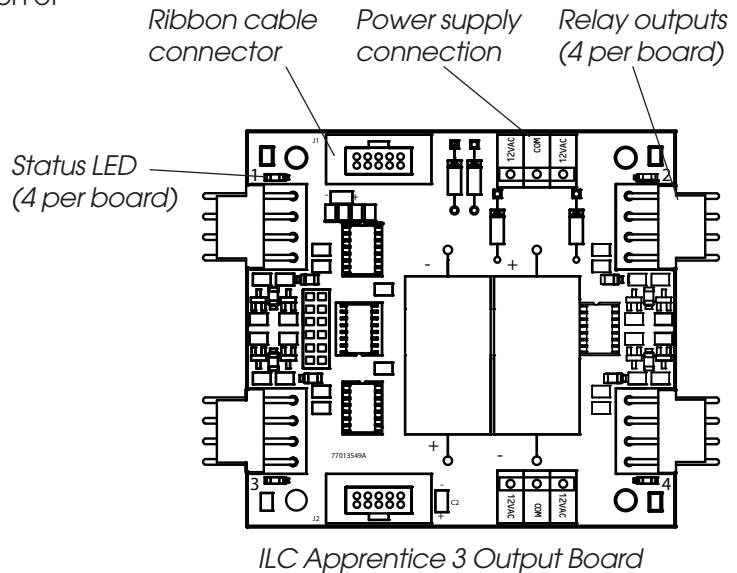 Ribbon cable connector
Power supply connection
Relay outputs (4 per board)
Status LED (4 per board)
J1
12VAC
COM
12VAC
1
2
- +
- +
+ -
77013549A
3
4
J2
-
C2
+
12VAC
COM
12VAC
ILC Apprentice 3 Output Board